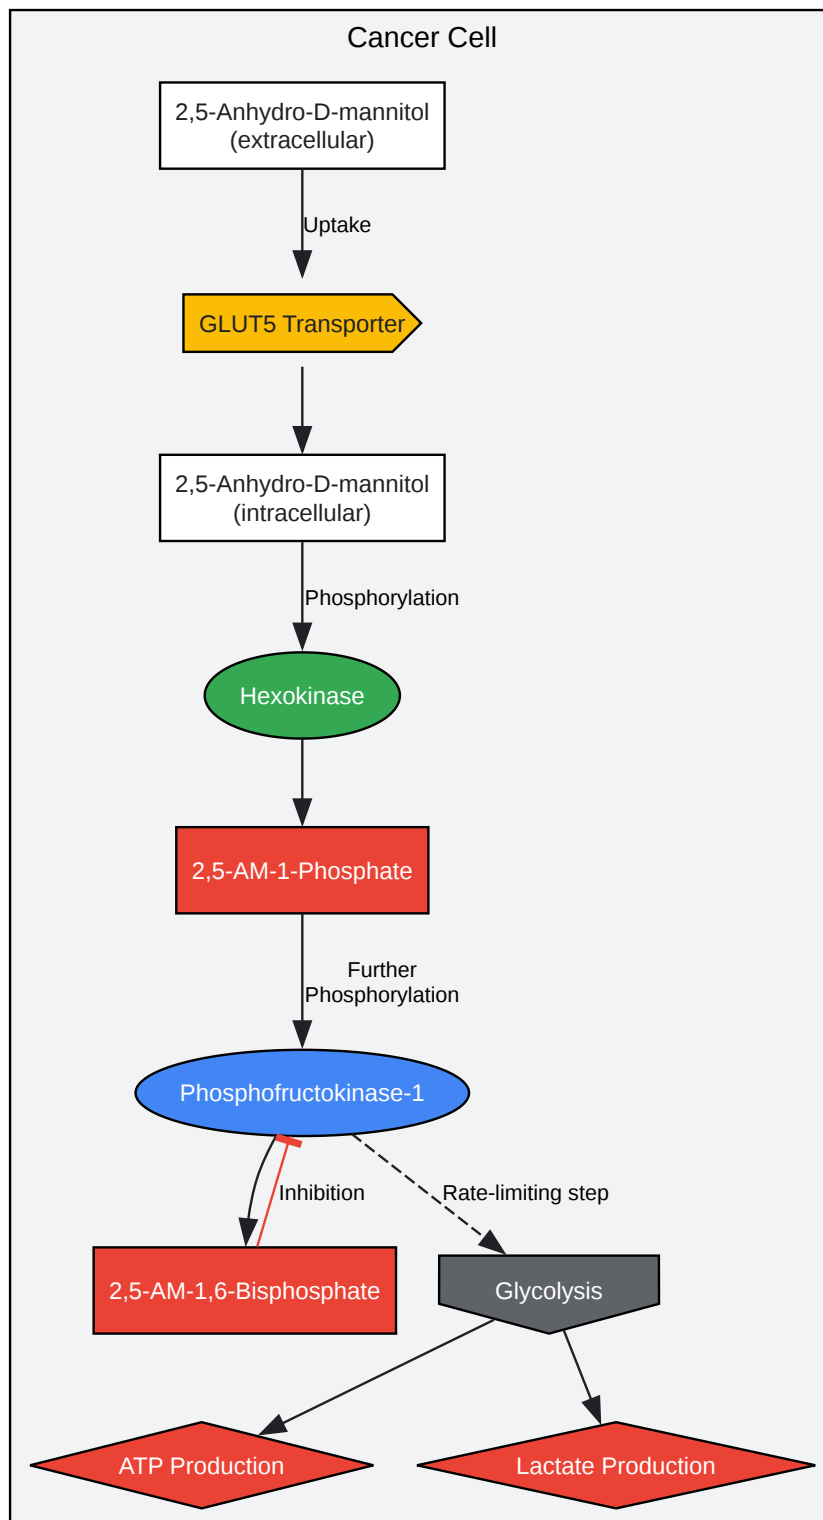 Cancer Cell
2,5-Anhydro-D-mannitol
(extracellular)
Uptake
GLUT5 Transporter
2,5-Anhydro-D-mannitol
(intracellular)
Phosphorylation
Hexokinase
2,5-AM-1-Phosphate
Further
Phosphorylation
Phosphofructokinase-1
Inhibition
Rate-limiting step
2,5-AM-1,6-Bisphosphate
Glycolysis
ATP Production
Lactate Production